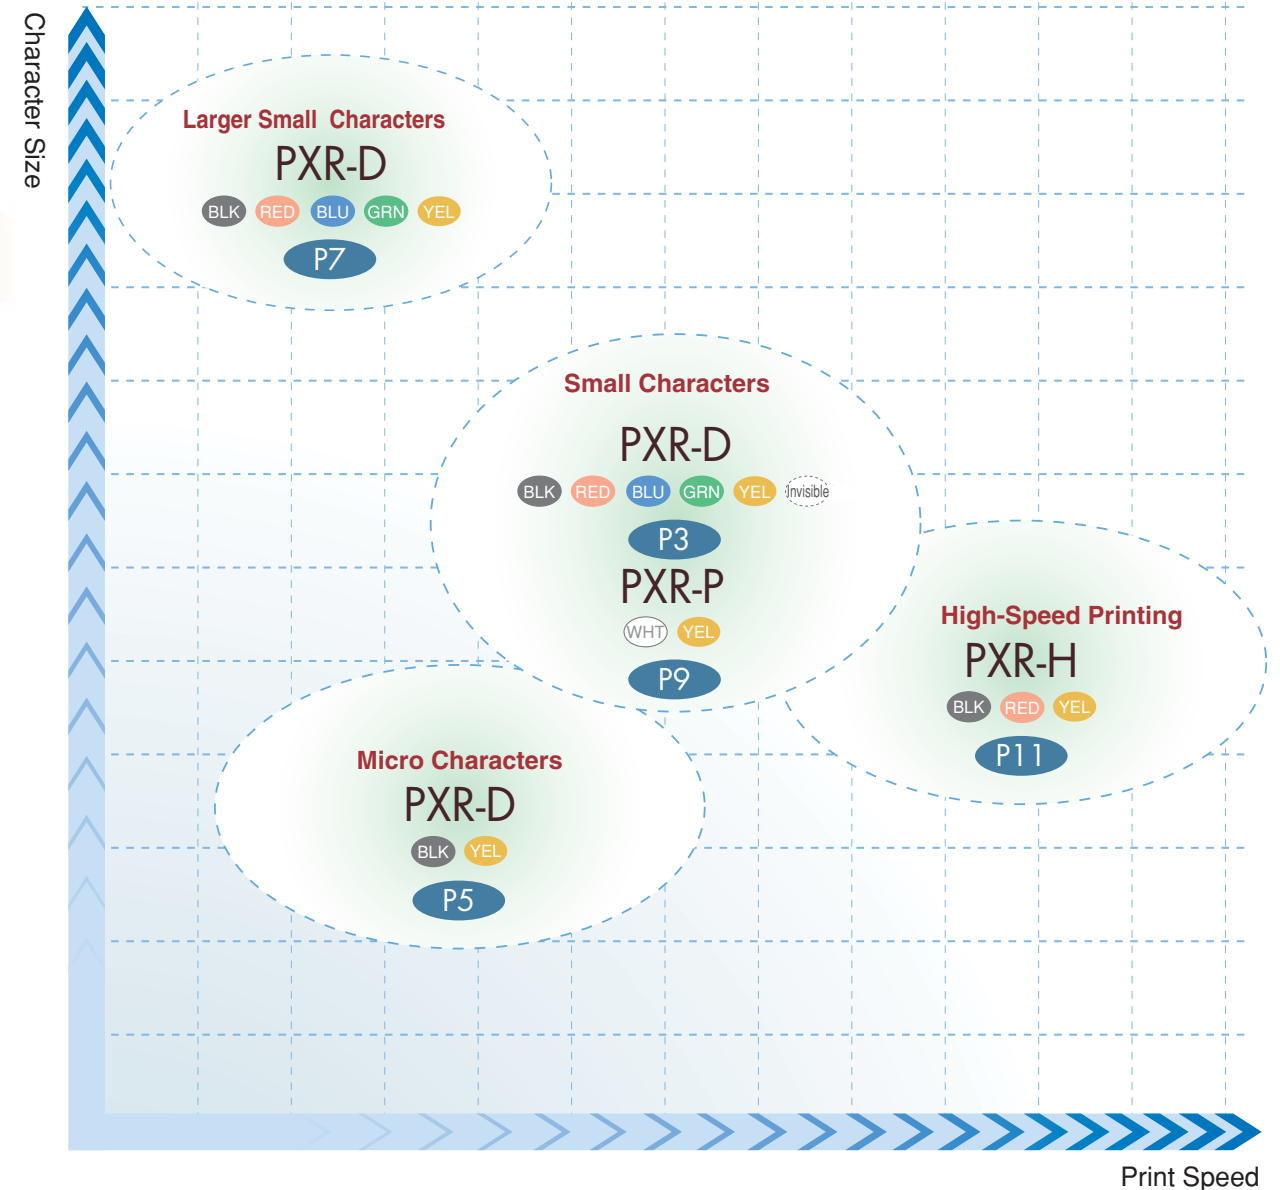 Character Size
Larger Small Characters
PXR-D
BLK RED BLU GRN YEL
P7
Small Characters
PXR-D
BLK RED BLU GRN YEL Invisible
P3
PXR-P
WHT YEL
P9
High-Speed Printing
PXR-H
BLK RED YEL
P11
Micro Characters
PXR-D
BLK YEL
P5
Print Speed